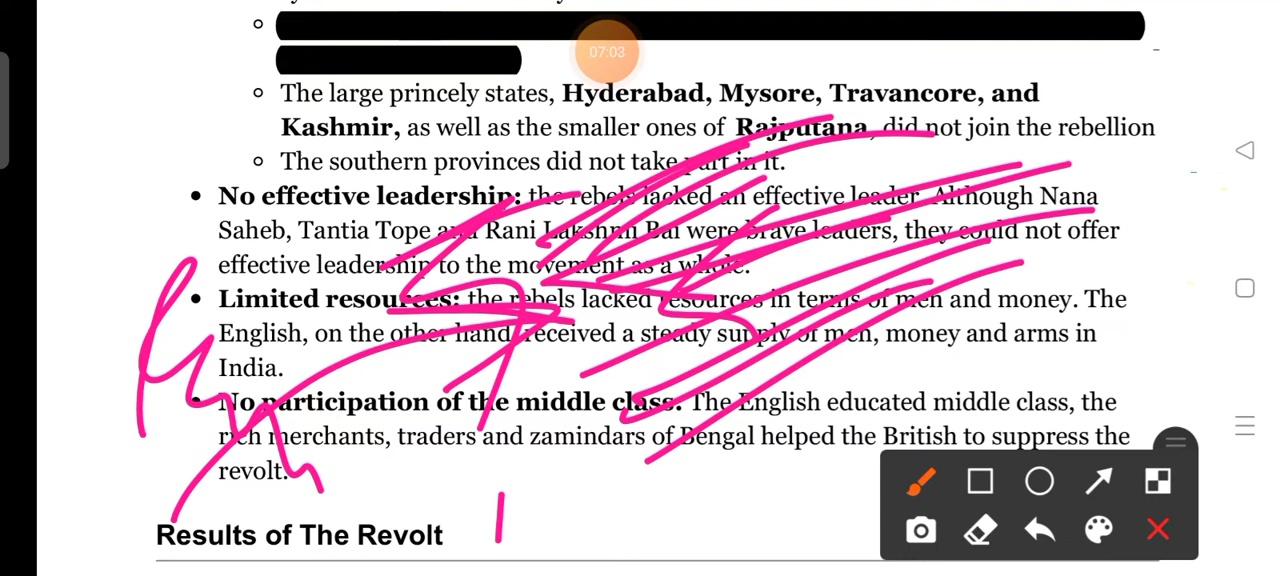 07:03
The large princely states, Hyderabad, Mysore, Travancore, and
Kashmir, as well as the smaller ones of Rajputana, did not join the rebellion
The southern provinces did not take part in it.
No effective leadership: the rebels lacked an effective leader. Although Nana
Saheb, Tantia Tope and Rani Lakshmi Bai were brave leaders, they could not offer
effective leadership to the movement as a whole.
Limited resources: the rebels lacked resources in terms of men and money. The
English, on the other hand, received a steady supply of men, money and arms in
India.
No participation of the middle class. The English educated middle class, the
rich merchants, traders and zamindars of Bengal helped the British to suppress the
revolt.
Results of The Revolt